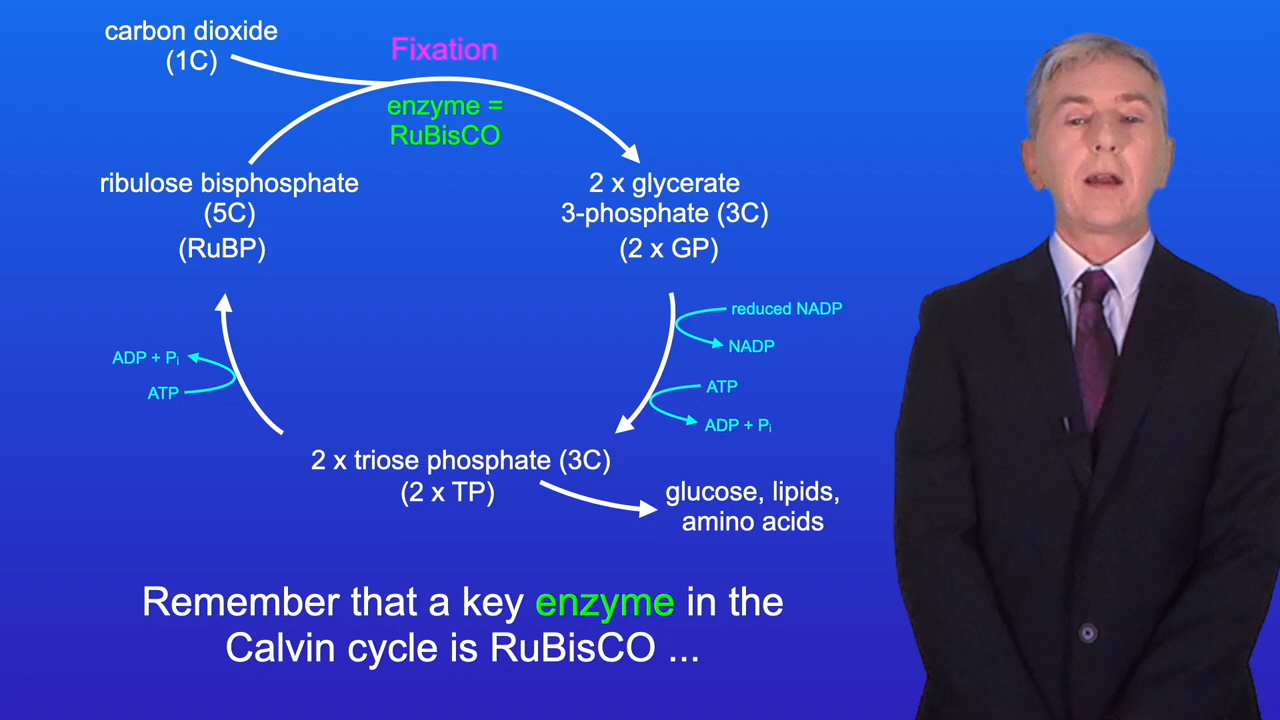 carbon dioxide
(1C)
Fixation
enzyme =
RuBisCO
ribulose bisphosphate
(5C)
(RuBP)
2 x glycerate
3-phosphate (3C)
(2 x GP)
reduced NADP
NADP
ATP
ADP + Pi
ADP + Pi
ATP
2 x triose phosphate (3C)
(2 x TP)
glucose, lipids,
amino acids
Remember that a key enzyme in the
Calvin cycle is RuBisCO ...